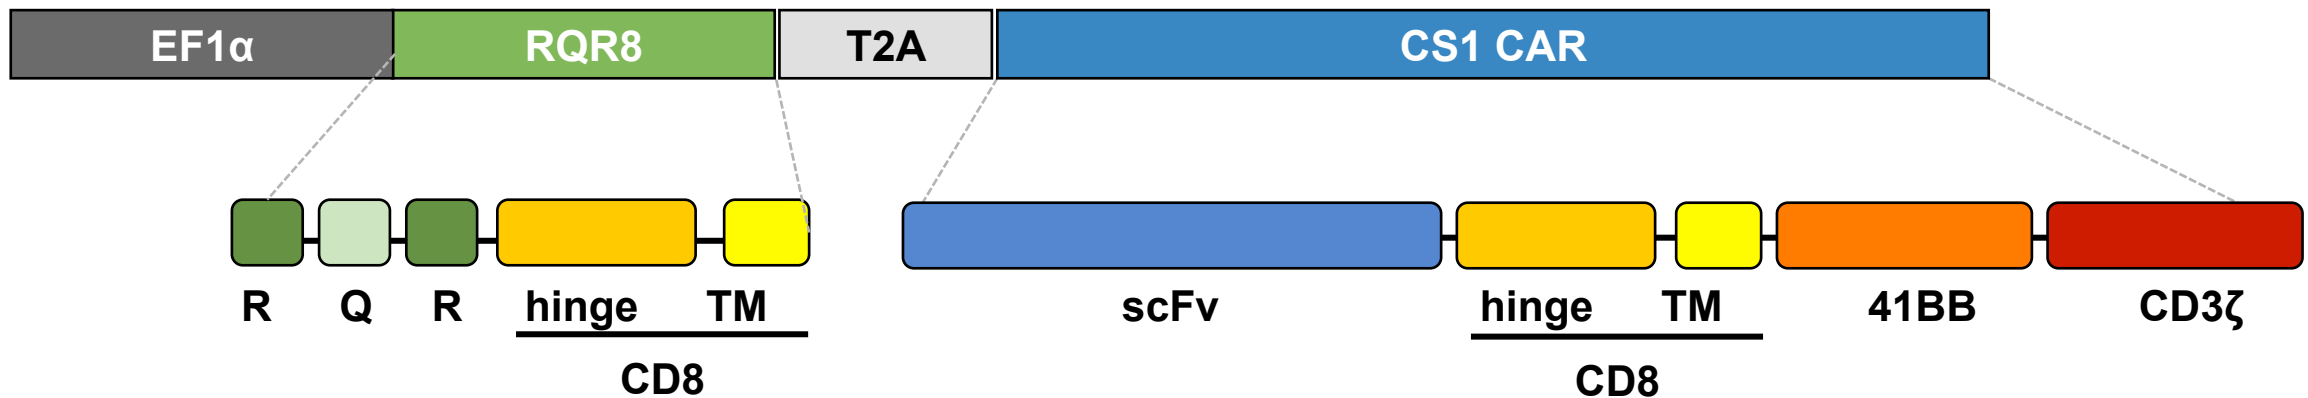 EF1α RQR8 T2A CS1 CAR
R Q R hinge TM scFv hinge TM 41BB CD3ζ
CD8 CD8